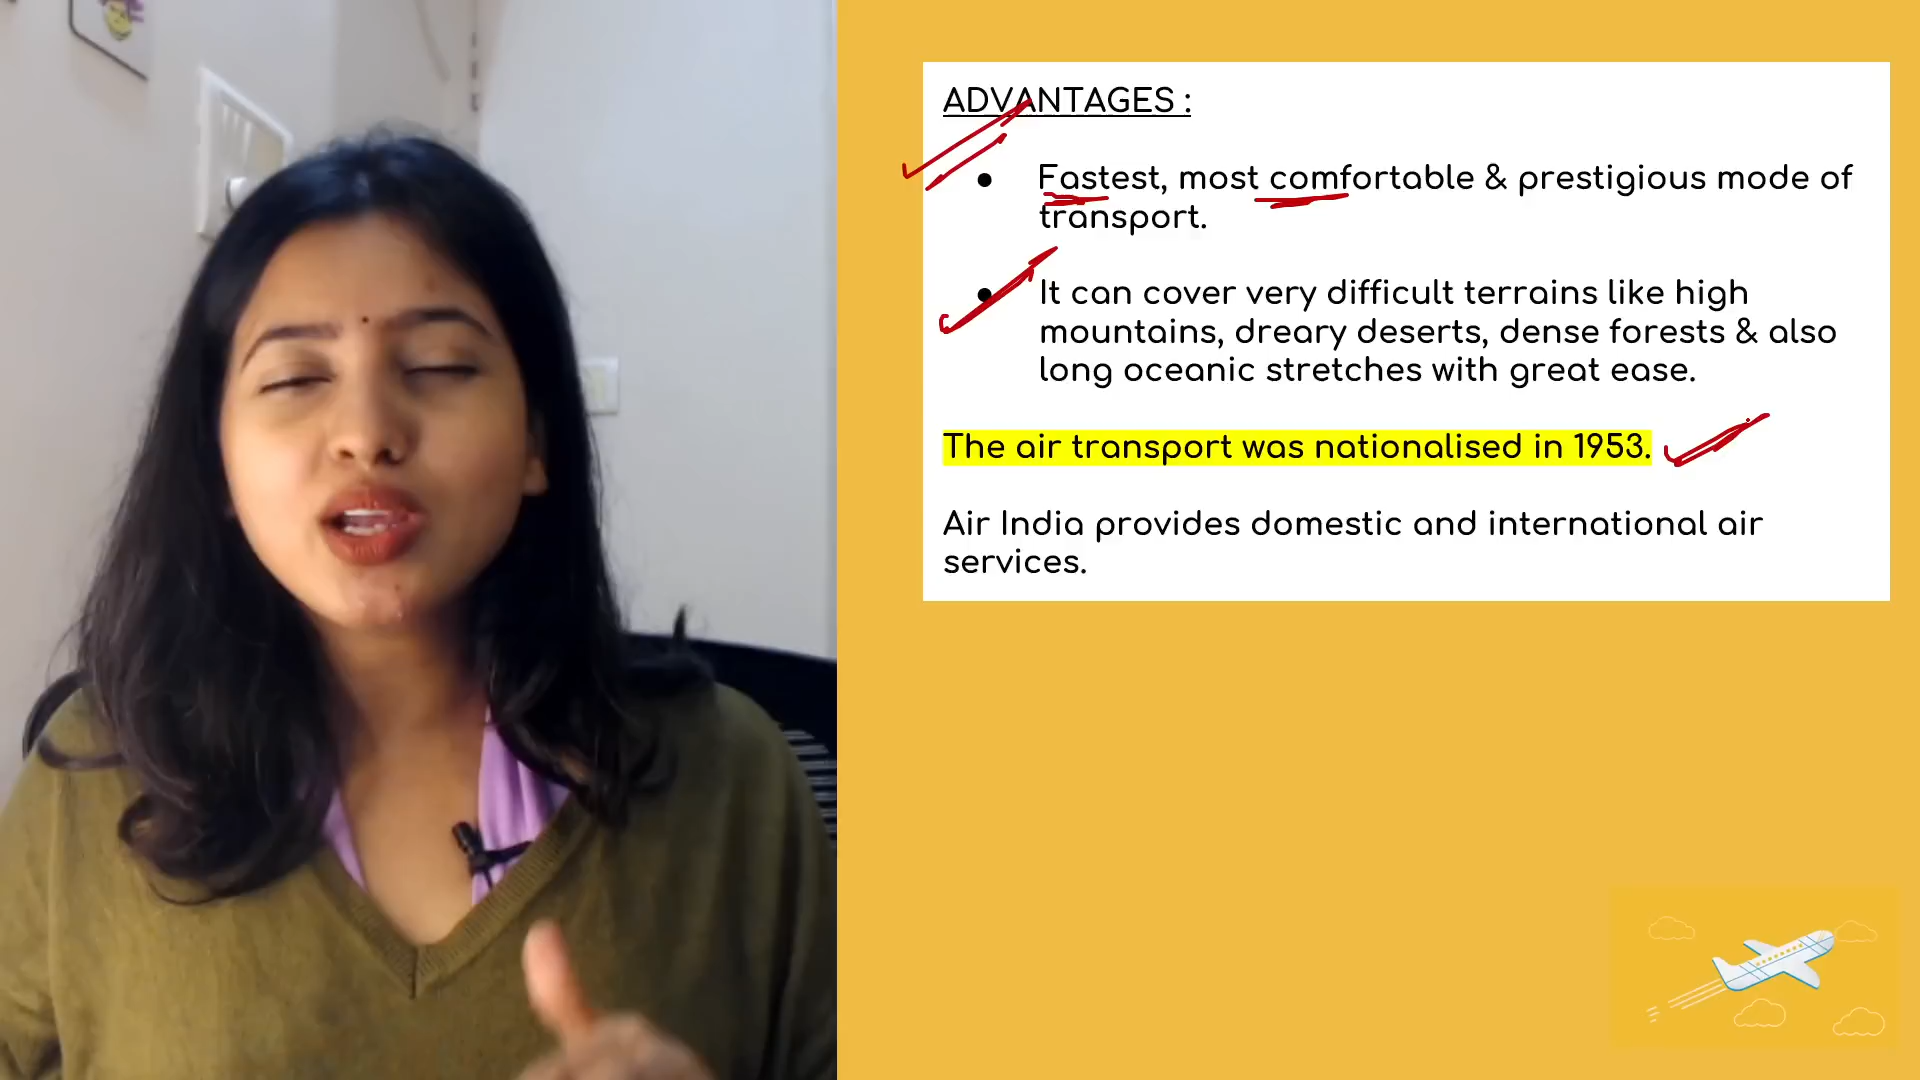 ADVANTAGES :
● Fastest, most comfortable & prestigious mode of
transport.
● It can cover very difficult terrains like high
mountains, dreary deserts, dense forests & also
long oceanic stretches with great ease.
The air transport was nationalised in 1953.
Air India provides domestic and international air
services.